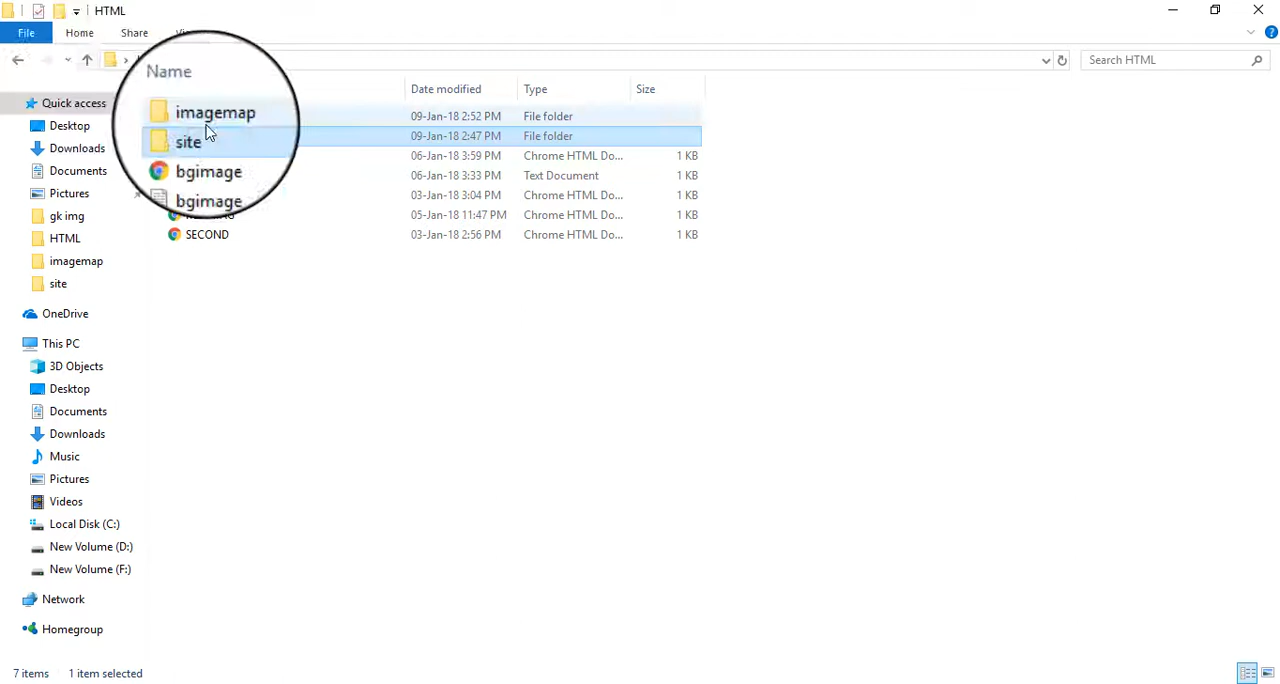 HTML
File Home Share
Search HTML
Name Date modified Type Size
imagemap 09-Jan-18 2:52 PM File folder
site 09-Jan-18 2:47 PM File folder
bgimage 06-Jan-18 3:59 PM Chrome HTML Do... 1 KB
bgimage 06-Jan-18 3:33 PM Text Document 1 KB
03-Jan-18 3:04 PM Chrome HTML Do... 1 KB
05-Jan-18 11:47 PM Chrome HTML Do... 1 KB
SECOND 03-Jan-18 2:56 PM Chrome HTML Do... 1 KB
Quick access
Desktop
Downloads
Documents
Pictures
gk img
HTML
imagemap
site
OneDrive
This PC
3D Objects
Desktop
Documents
Downloads
Music
Pictures
Videos
Local Disk (C:)
New Volume (D:)
New Volume (F:)
Network
Homegroup
7 items 1 item selected